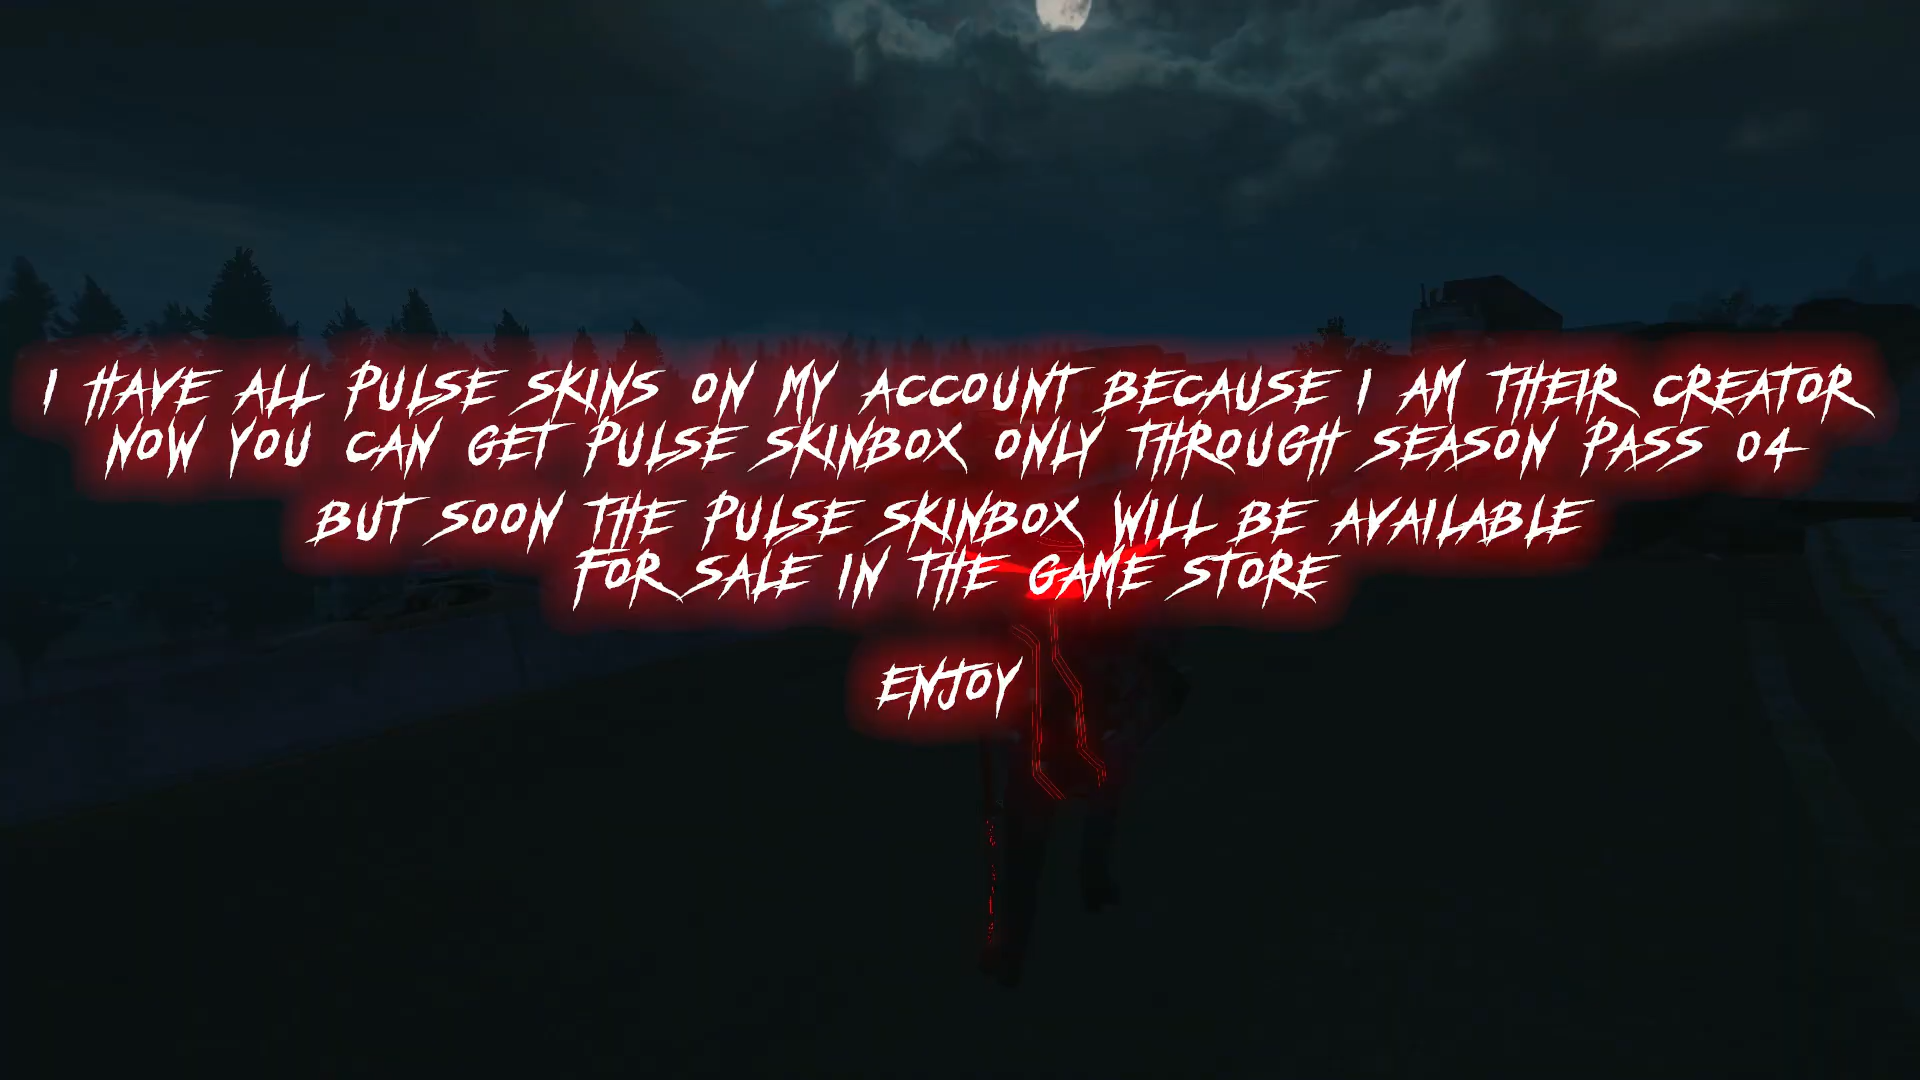 I HAVE ALL PULSE SKINS ON MY ACCOUNT BECAUSE I AM THEIR CREATOR
NOW YOU CAN GET PULSE SKINBOX ONLY THROUGH SEASON PASS 04
BUT SOON THE PULSE SKINBOX WILL BE AVAILABLE
FOR SALE IN THE GAME STORE
ENJOY